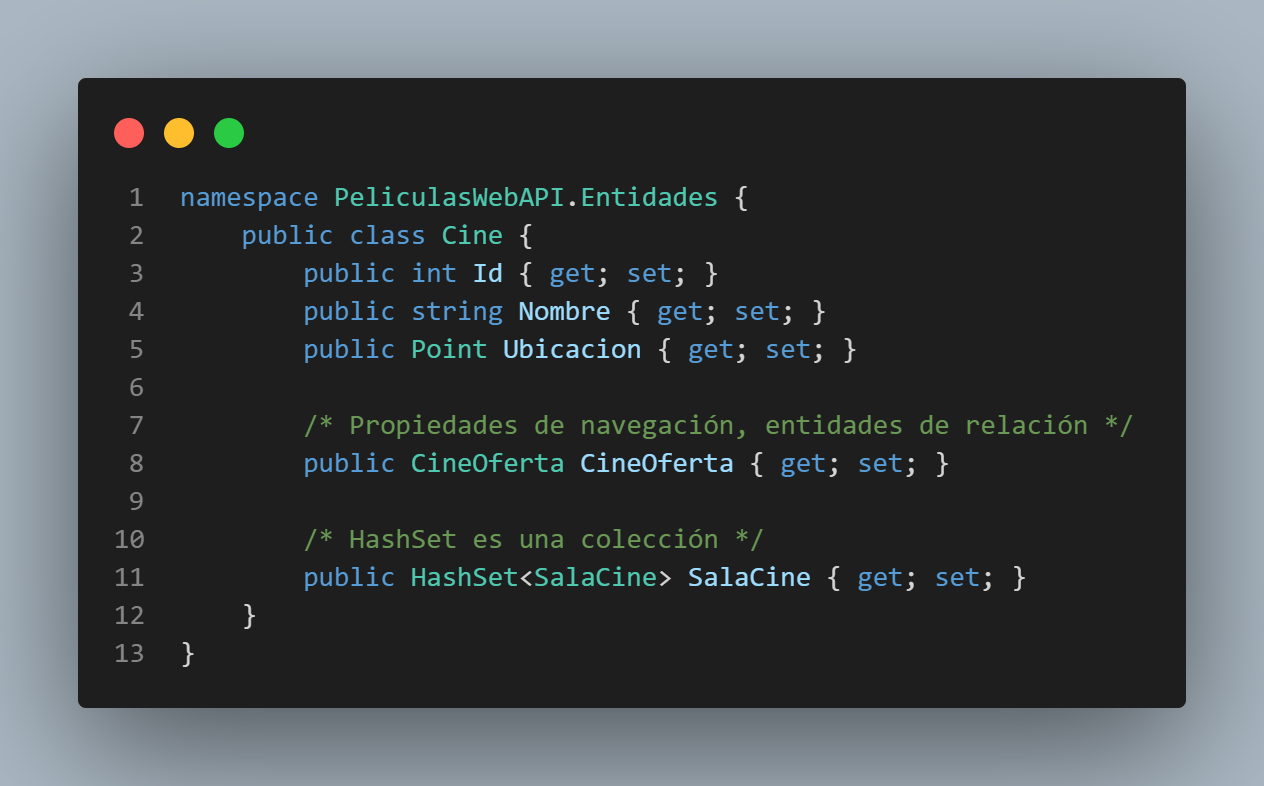 1 namespace PeliculasWebAPI.Entidades {
2     public class Cine {
3         public int Id { get; set; }
4         public string Nombre { get; set; }
5         public Point Ubicacion { get; set; }
6
7         /* Propiedades de navegación, entidades de relación */
8         public CineOferta CineOferta { get; set; }
9
10         /* HashSet es una colección */
11         public HashSet<SalaCine> SalaCine { get; set; }
12     }
13 }